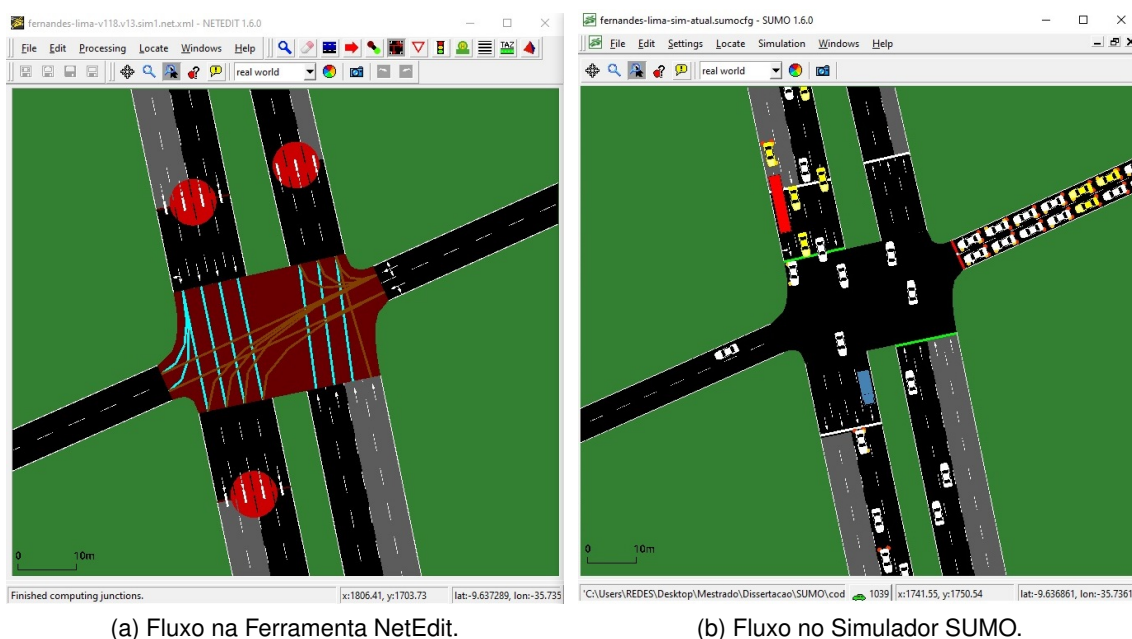 fernandes-lima-v118.v13.sim1.net.xml - NETEDIT 1.6.0
File Edit Processing Locate Windows Help
TAZ
real world
0 10m
Finished computing junctions.
x:1806.41, y:1703.73
lat:-9.637289, lon:-35.735
(a) Fluxo na Ferramenta NetEdit.
fernandes-lima-sim-atual.sumocfg - SUMO 1.6.0
File Edit Settings Locate Simulation Windows Help
real world
0 10m
'C:\Users\REDES\Desktop\Mestrado\Dissertacao\SUMO\cod
1039
x:1741.55, y:1750.54
lat:-9.636861, lon:-35.7361
(b) Fluxo no Simulador SUMO.